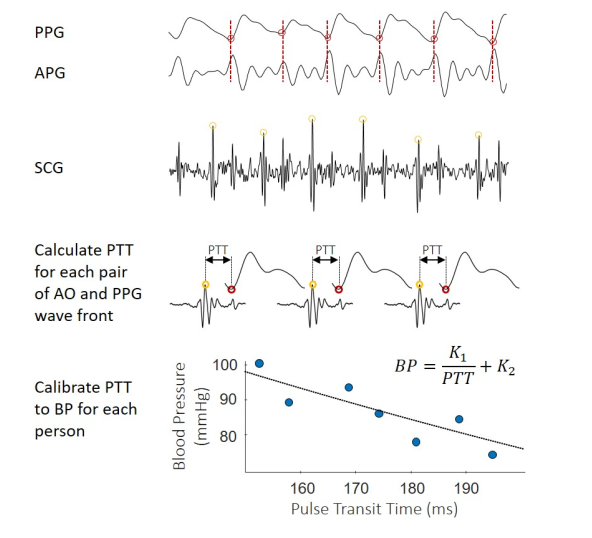 PPG
APG
SCG
Calculate PTT
for each pair
of AO and PPG
wave front
PTT
PTT
PTT
Calibrate PTT
to BP for each
person
Blood Pressure
(mmHg)
100
90
80
BP = K₁/PTT + K₂
160
170
180
190
Pulse Transit Time (ms)